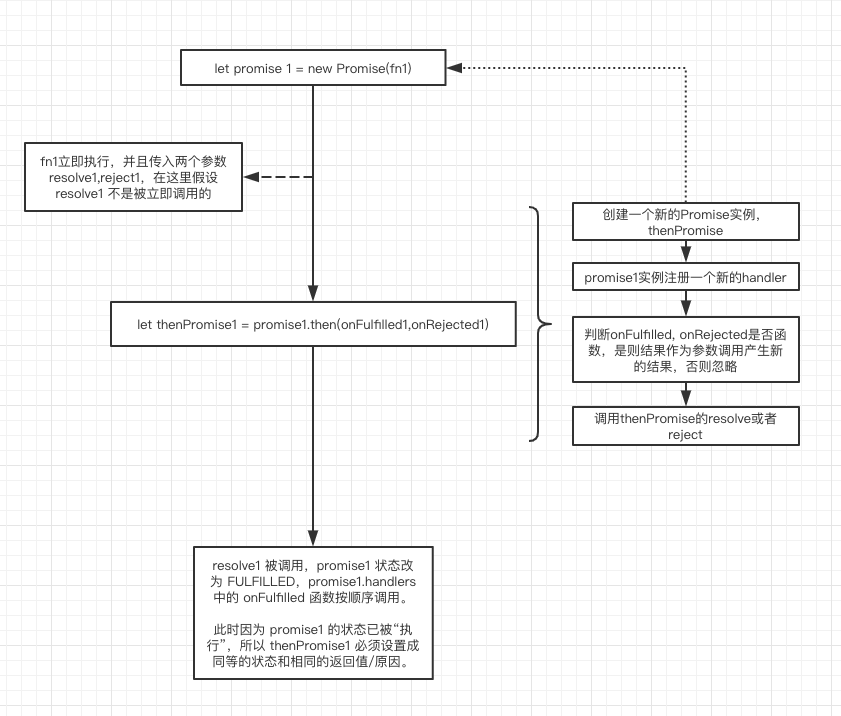 let promise 1 = new Promise(fn1)
fn1立即执行，并且传入两个参数
resolve1,reject1，在这里假设
resolve1 不是被立即调用的
创建一个新的Promise实例，
thenPromise
promise1实例注册一个新的handler
let thenPromise1 = promise1.then(onFulfilled1,onRejected1)
判断onFulfilled, onRejected是否函
数，是则结果作为参数调用产生新
的结果，否则忽略
调用thenPromise的resolve或者
reject
resolve1 被调用，promise1 状态改
为 FULFILLED，promise1.handlers
中的 onFulfilled 函数按顺序调用。
此时因为 promise1 的状态已被“执
行”，所以 thenPromise1 必须设置成
同等的状态和相同的返回值/原因。